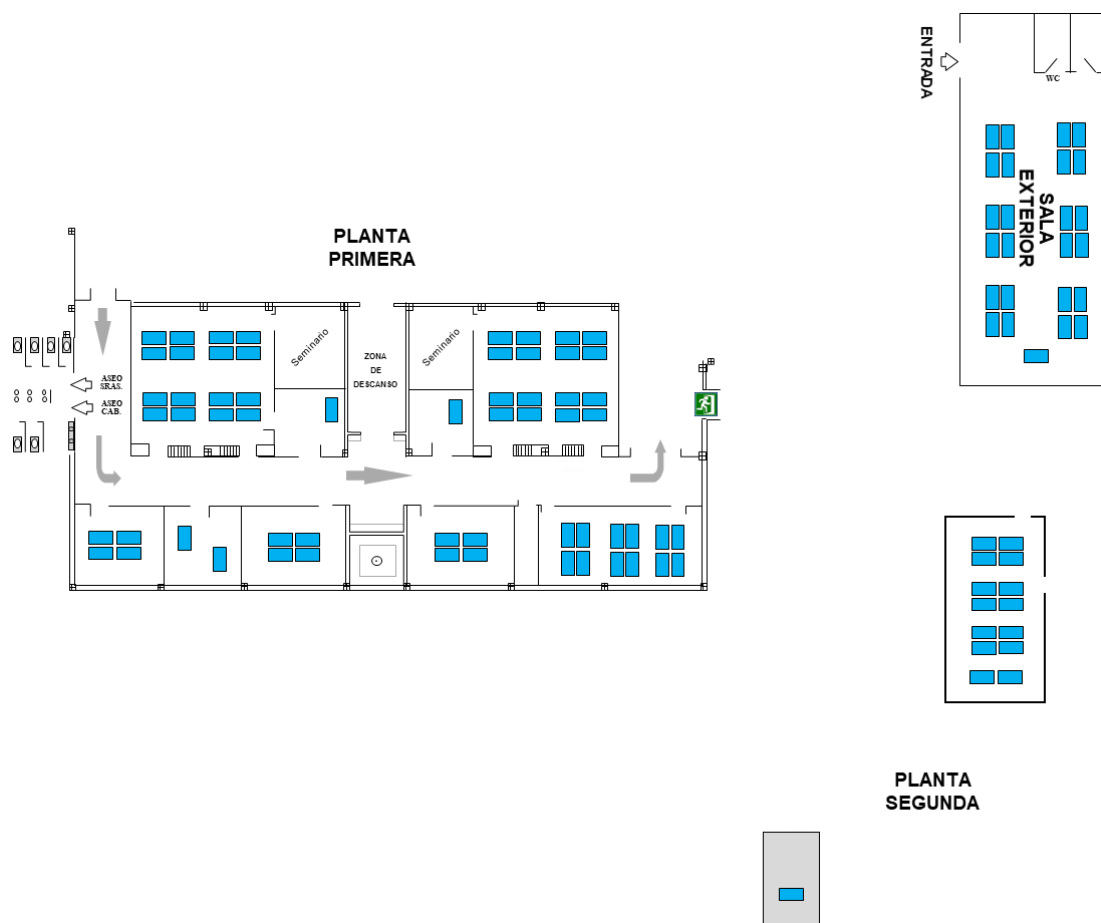 ENTRADA
WC
SALA
EXTERIOR
PLANTA
PRIMERA
Seminario
ZONA
DE
DESCANSO
Seminario
ASEO
SRAS.
ASEO
CAB.
PLANTA
SEGUNDA